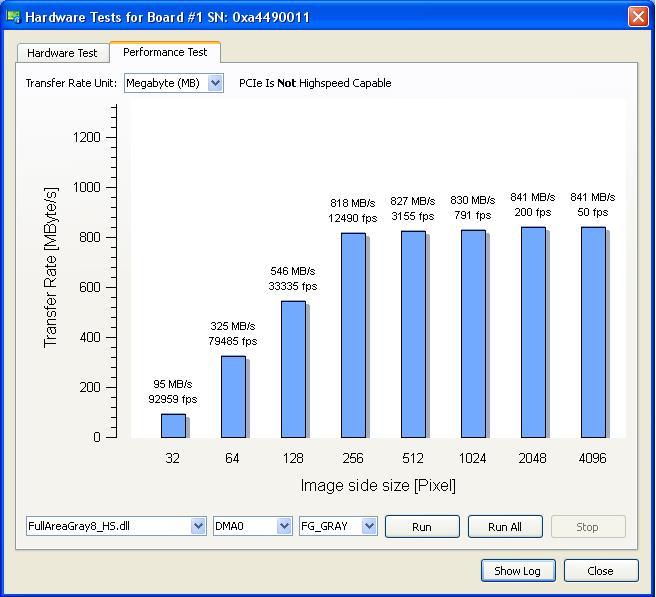 Hardware Tests for Board #1 SN: 0xa4490011
Hardware Test
Performance Test
Transfer Rate Unit: Megabyte (MB) PCIe Is Not Highspeed Capable
Transfer Rate [MByte/s]
1200
1000
800
600
400
200
0
95 MB/s
92959 fps
325 MB/s
79485 fps
546 MB/s
33335 fps
818 MB/s
12490 fps
827 MB/s
3155 fps
830 MB/s
791 fps
841 MB/s
200 fps
841 MB/s
50 fps
32 64 128 256 512 1024 2048 4096
Image side size [Pixel]
FullAreaGray8_HS.dll DMA0 FG_GRAY Run Run All Stop
Show Log Close